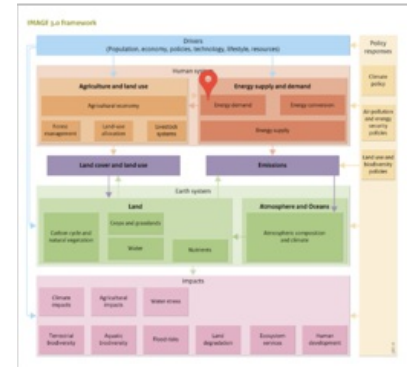 IMAGE 3.0 framework
Drivers
(Population, economy, policies, technology, lifestyle, resources)
Policy
responses
Human system
Agriculture and land use
Agricultural economy
Forest
management
Land-use
allocation
Livestock
systems
Energy supply and demand
Energy demand
Energy conversion
Energy supply
Climate
policy
Air pollution
and energy
security
policies
Land use and
biodiversity
policies
Land cover and land use
Emissions
Earth system
Land
Carbon cycle and
natural vegetation
Crops and grasslands
Water
Nutrients
Atmosphere and Oceans
Atmospheric composition
and climate
Impacts
Climate
impacts
Agricultural
impacts
Water stress
Terrestrial
biodiversity
Aquatic
biodiversity
Flood risks
Land
degradation
Ecosystem
services
Human
development